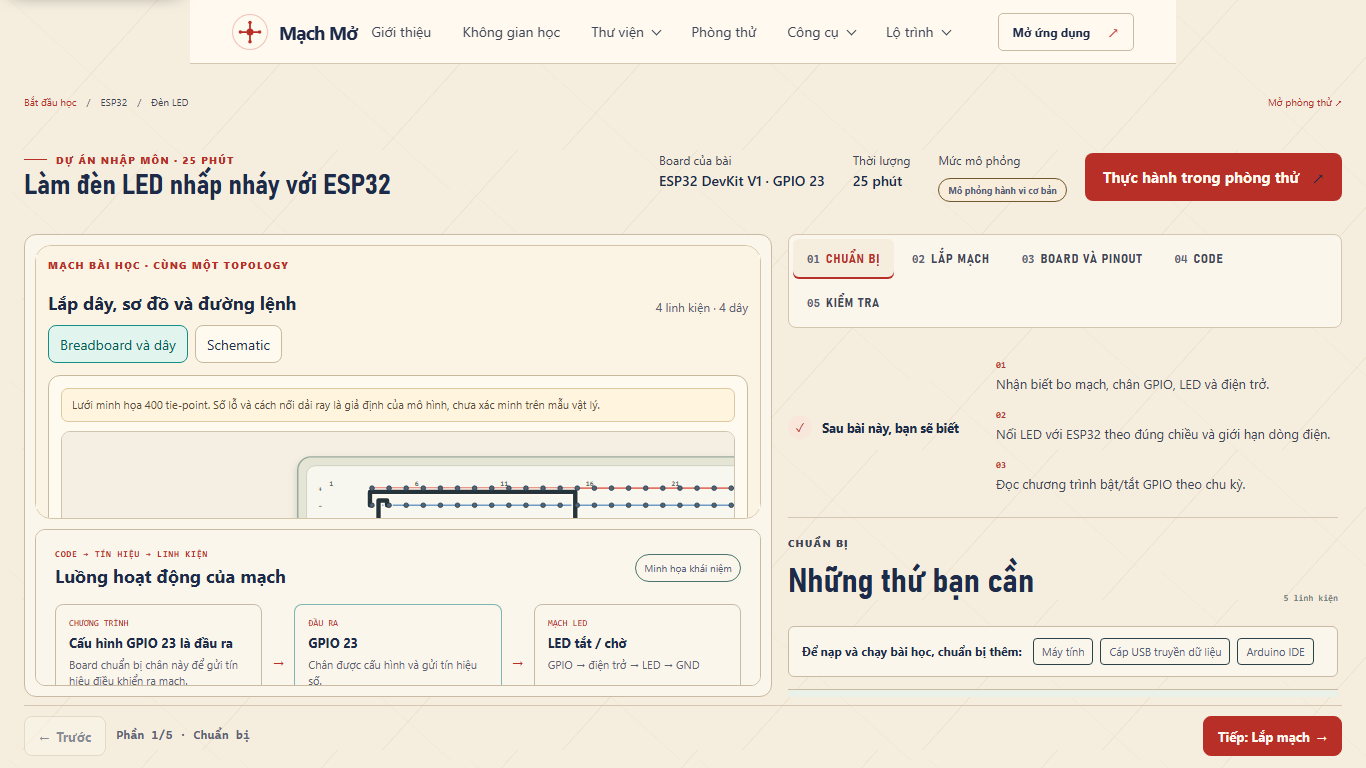 Mạch Mở
Giới thiệu
Không gian học
Thư viện
Phòng thử
Công cụ
Lộ trình
Mở ứng dụng ↗
Bắt đầu học / ESP32 / Đèn LED
Mở phòng thử ↗
DỰ ÁN NHẬP MÔN · 25 PHÚT
Làm đèn LED nhấp nháy với ESP32
Board của bài
ESP32 DevKit V1 · GPIO 23
Thời lượng
25 phút
Mức mô phỏng
Mô phỏng hành vi cơ bản
Thực hành trong phòng thử ↗
MẠCH BÀI HỌC · CÙNG MỘT TOPOLOGY
Lắp dây, sơ đồ và đường lệnh
4 linh kiện · 4 dây
Breadboard và dây
Schematic
Lưới minh họa 400 tie-point. Số lỗ và cách nối dải ray là giả định của mô hình, chưa xác minh trên mẫu vật lý.
1 6 11 16 21
+
−
CODE → TÍN HIỆU → LINH KIỆN
Luồng hoạt động của mạch
Minh họa khái niệm
CHƯƠNG TRÌNH
Cấu hình GPIO 23 là đầu ra
Board chuẩn bị chân này để gửi tín
hiệu điều khiển ra mạch.
→
ĐẦU RA
GPIO 23
Chân được cấu hình và gửi tín hiệu
số.
→
MẠCH LED
LED tắt / chờ
GPIO → điện trở → LED → GND
01 CHUẨN BỊ
02 LẮP MẠCH
03 BOARD VÀ PINOUT
04 CODE
05 KIỂM TRA
✓ Sau bài này, bạn sẽ biết
01
Nhận biết bo mạch, chân GPIO, LED và điện trở.
02
Nối LED với ESP32 theo đúng chiều và giới hạn dòng điện.
03
Đọc chương trình bật/tắt GPIO theo chu kỳ.
CHUẨN BỊ
Những thứ bạn cần
5 linh kiện
Để nạp và chạy bài học, chuẩn bị thêm:
Máy tính
Cáp USB truyền dữ liệu
Arduino IDE
← Trước
Phần 1/5 · Chuẩn bị
Tiếp: Lắp mạch →